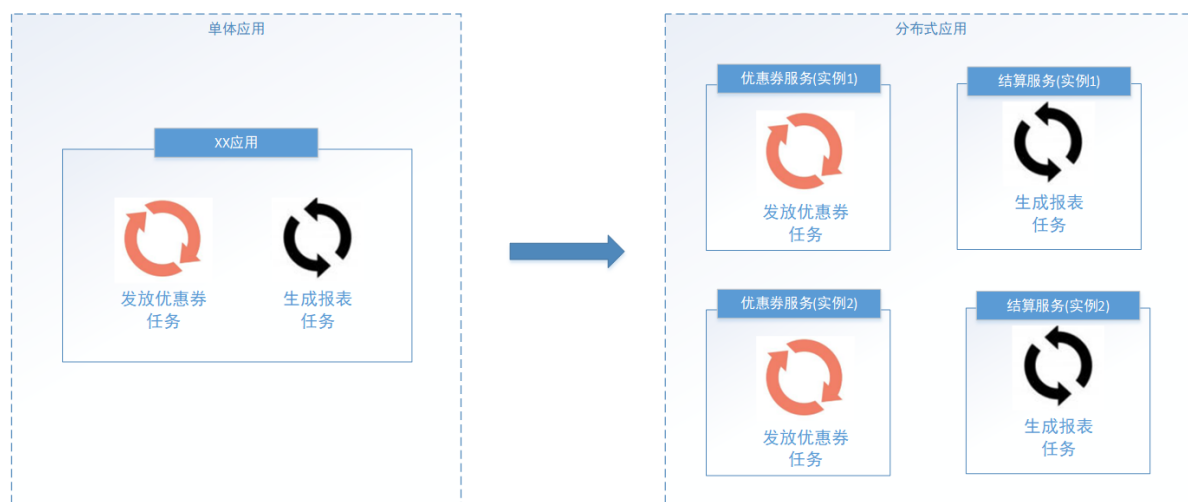 单体应用
XX应用
发放优惠券
任务
生成报表
任务
分布式应用
优惠券服务(实例1)
发放优惠券
任务
结算服务(实例1)
生成报表
任务
优惠券服务(实例2)
发放优惠券
任务
结算服务(实例2)
生成报表
任务